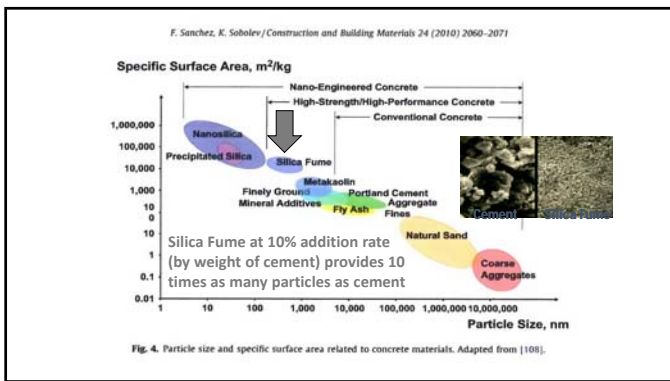 F. Sanchez, K. Sobolev / Construction and Building Materials 24 (2010) 2060–2071
Specific Surface Area, m²/kg
Nano-Engineered Concrete
High-Strength/High-Performance Concrete
Conventional Concrete
1,000,000
100,000
10,000
1,000
10
0
10
1
0.1
0.01
Nanosilica
Precipitated Silica
Silica Fume
Metakaolin
Finely Ground
Mineral Additives
Portland Cement
Fly Ash
Aggregate
Fines
Natural Sand
Coarse
Aggregates
Cement
Silica Fume
Silica Fume at 10% addition rate
(by weight of cement) provides 10
times as many particles as cement
1 10 100 1,000 10,000 100,000 1,000,000 10,000,000
Particle Size, nm
Fig. 4. Particle size and specific surface area related to concrete materials. Adapted from [108].